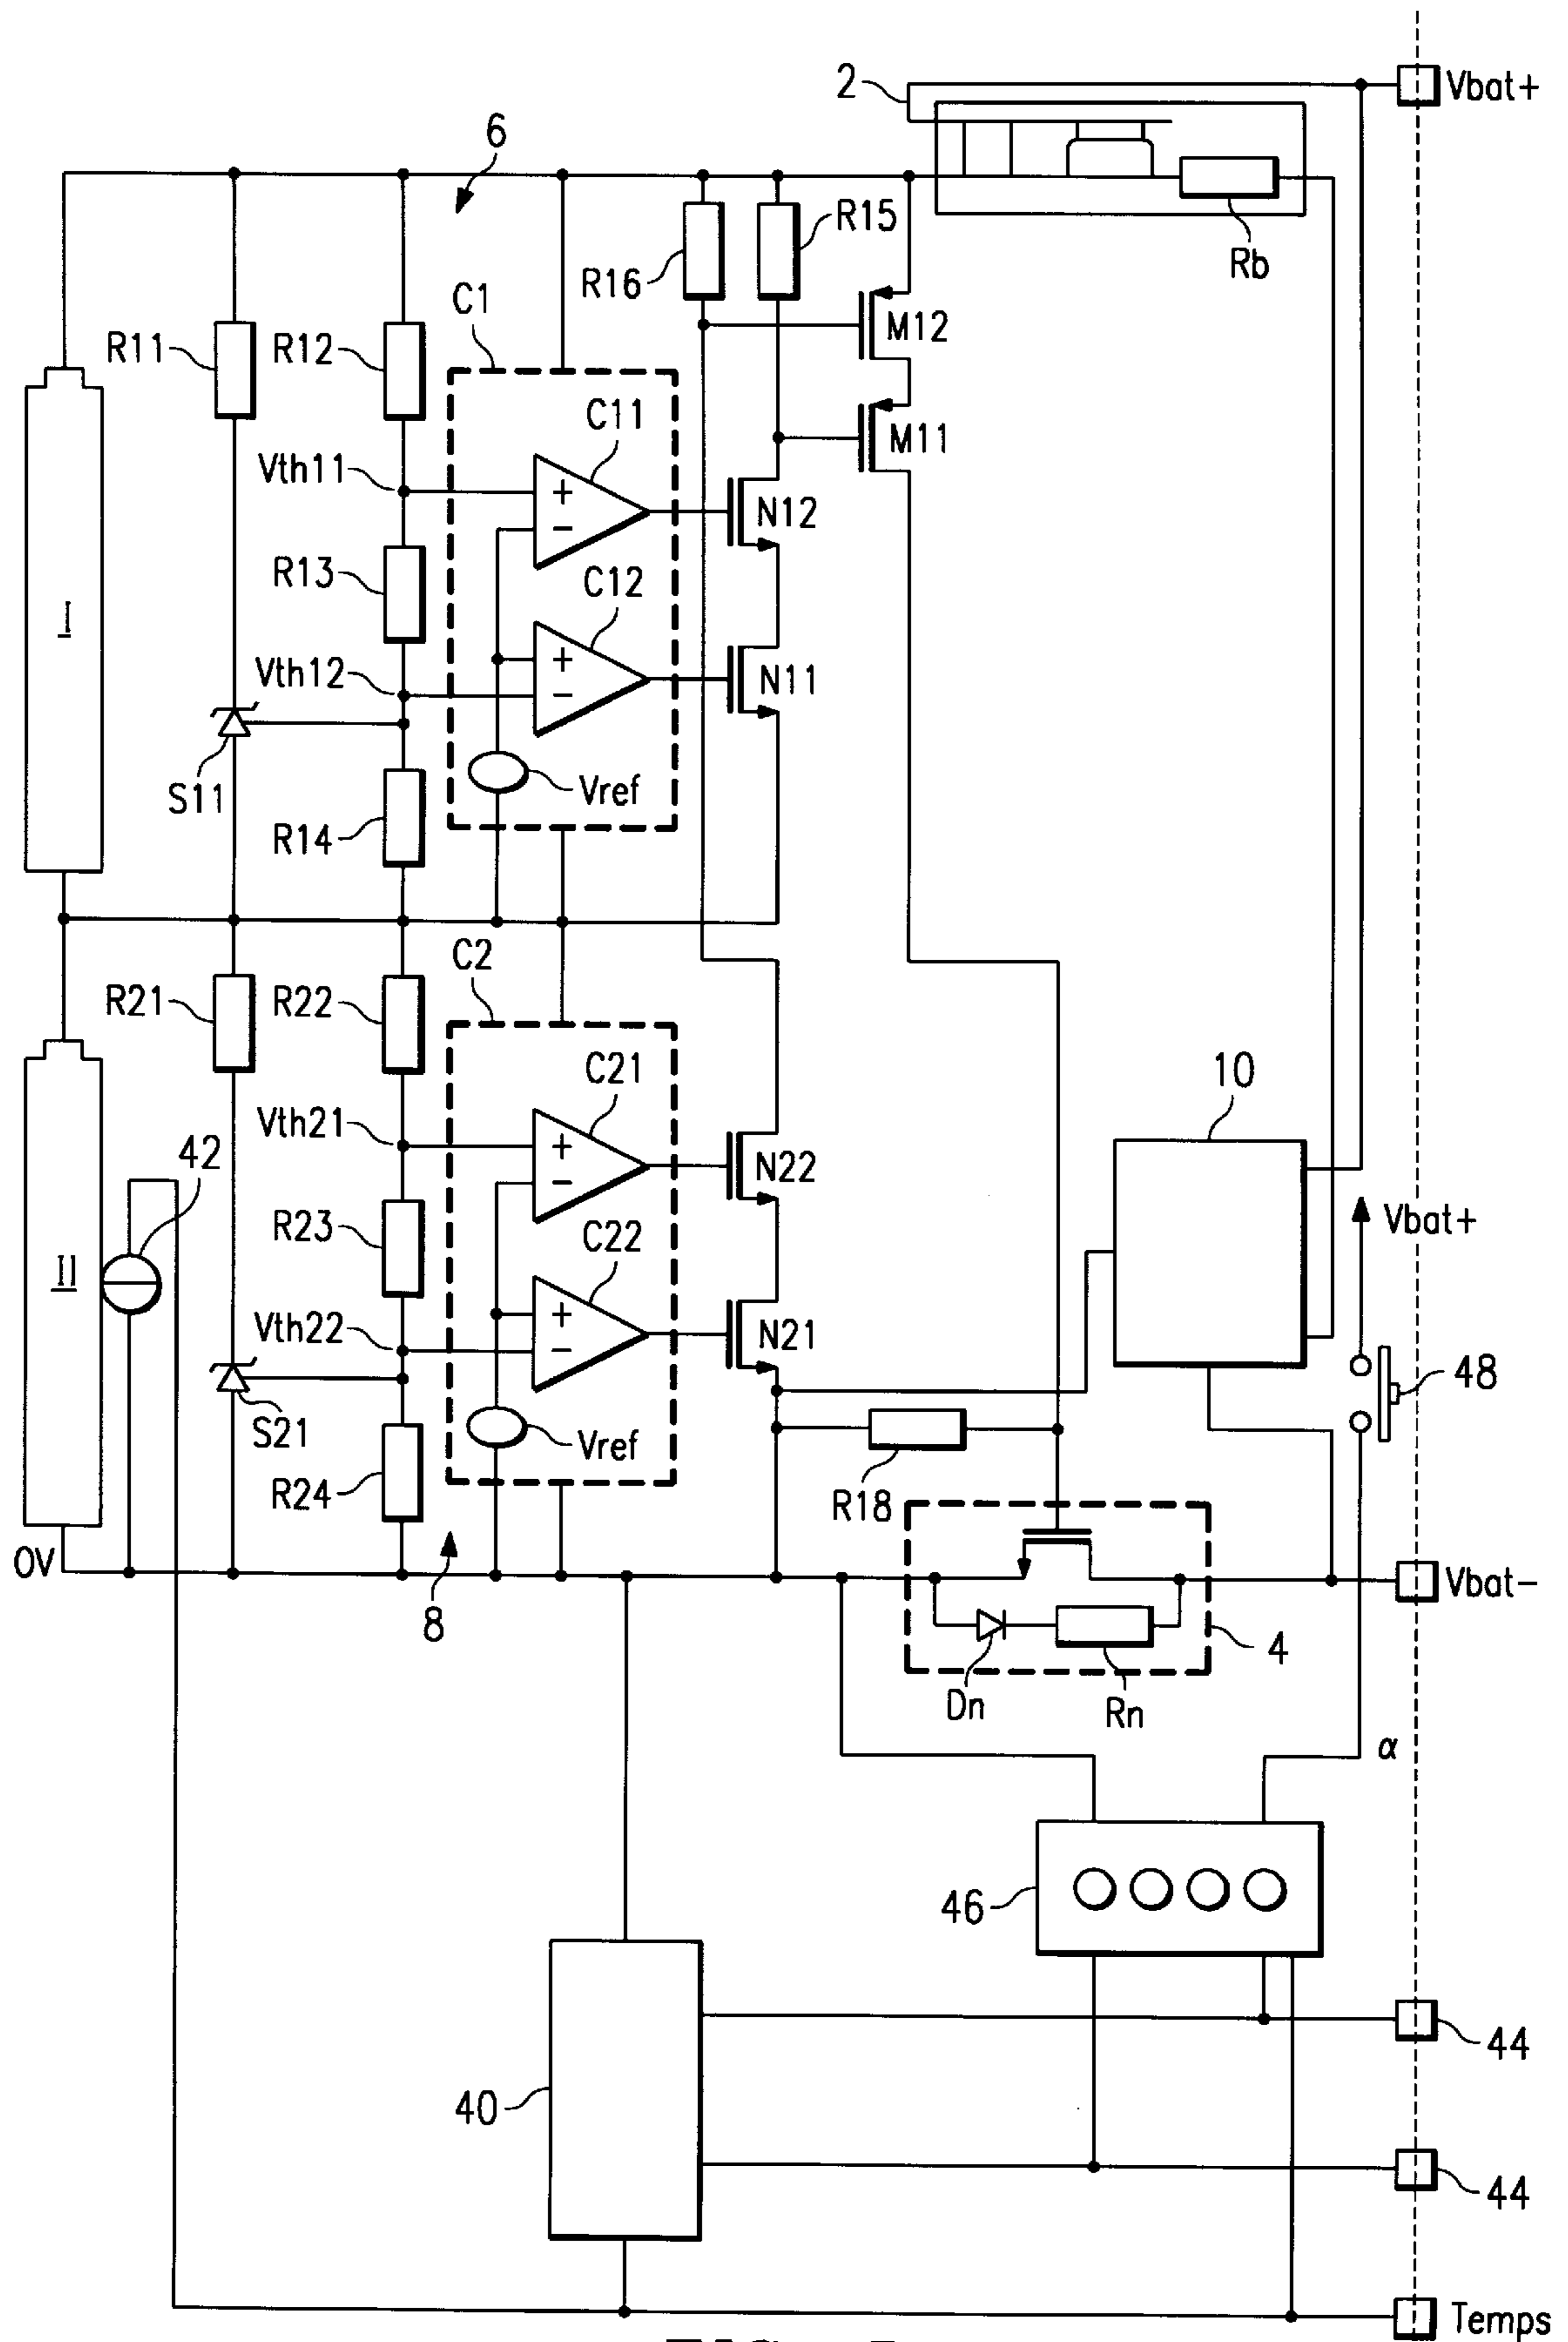 2
Vbat+
6
R15
R16
Rb
C1
M12
R11
R12
C11
M11
Vth11
+
−
N12
R13
C12
I
Vth12
+
−
N11
S11
Vref
R14
C2
R21
R22
C21
10
Vth21
+
−
N22
42
Vbat+
R23
C22
II
Vth22
+
−
N21
48
S21
Vref
R24
R18
0V
Vbat−
8
4
Dn
Rn
α
46
44
40
44
Temps